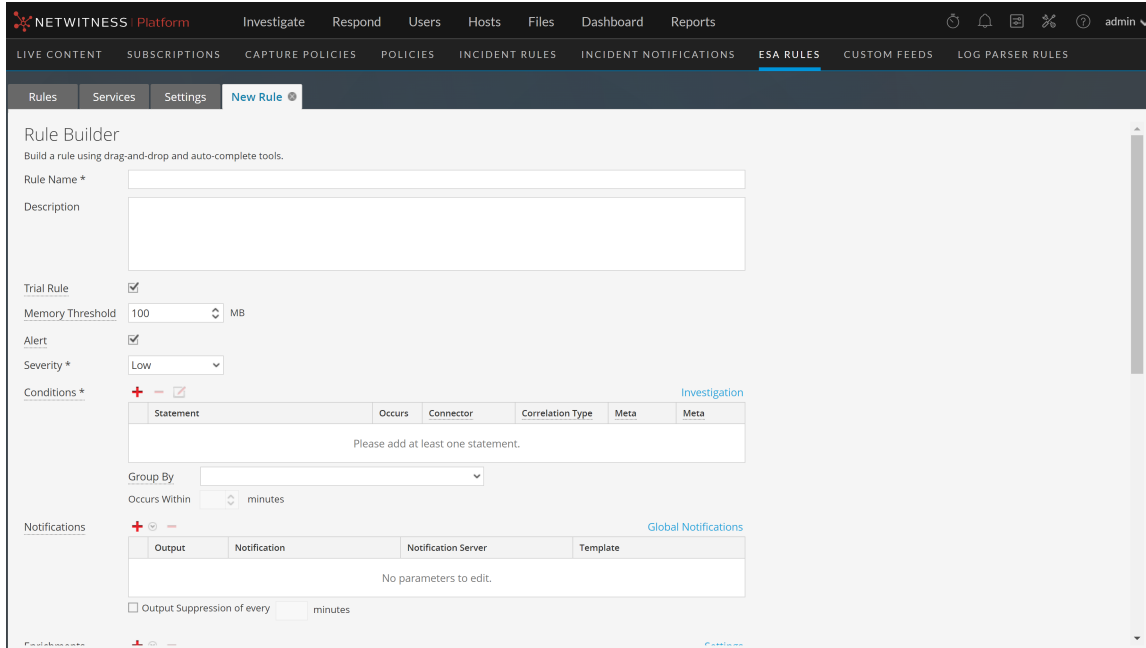 NETWITNESS Platform Investigate Respond Users Hosts Files Dashboard Reports admin
LIVE CONTENT SUBSCRIPTIONS CAPTURE POLICIES POLICIES INCIDENT RULES INCIDENT NOTIFICATIONS ESA RULES CUSTOM FEEDS LOG PARSER RULES
Rules Services Settings New Rule
Rule Builder
Build a rule using drag-and-drop and auto-complete tools.
Rule Name *
Description
Trial Rule
Memory Threshold 100 MB
Alert
Severity * Low
Conditions * Investigation
Statement Occurs Connector Correlation Type Meta Meta
Please add at least one statement.
Group By
Occurs Within minutes
Notifications Global Notifications
Output Notification Notification Server Template
No parameters to edit.
Output Suppression of every minutes
Enrichments Settings